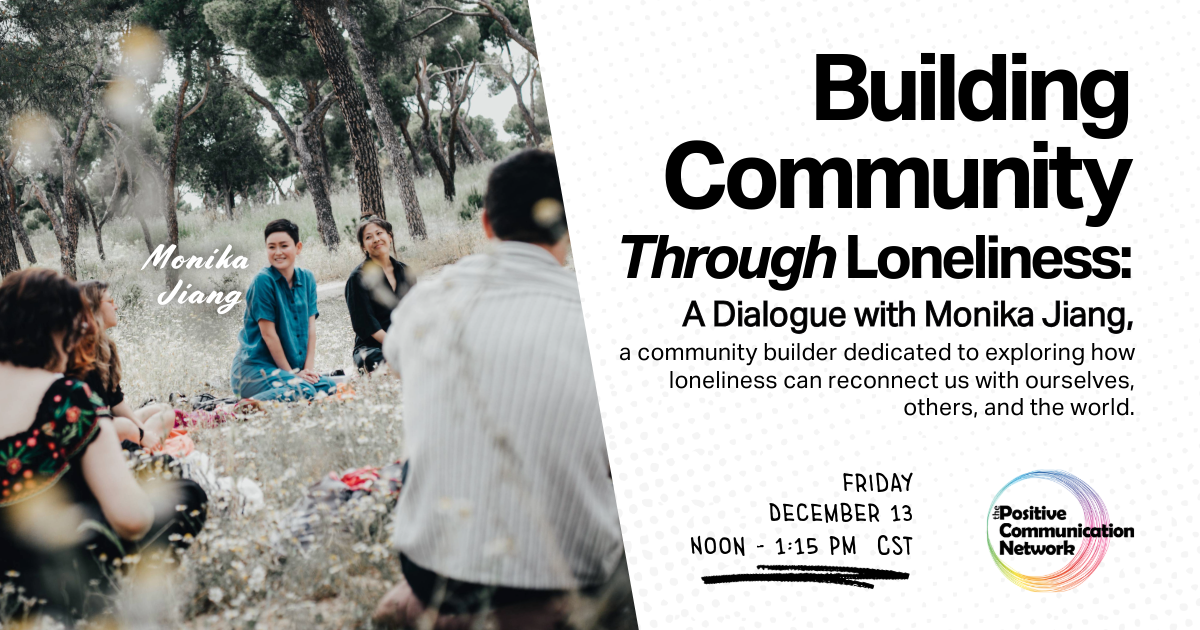 Monika
Jiang
Building
Community
Through Loneliness:
A Dialogue with Monika Jiang,
a community builder dedicated to exploring how
loneliness can reconnect us with ourselves,
others, and the world.
FRIDAY
DECEMBER 13
NOON - 1:15 PM CST
the Positive
Communication
Network